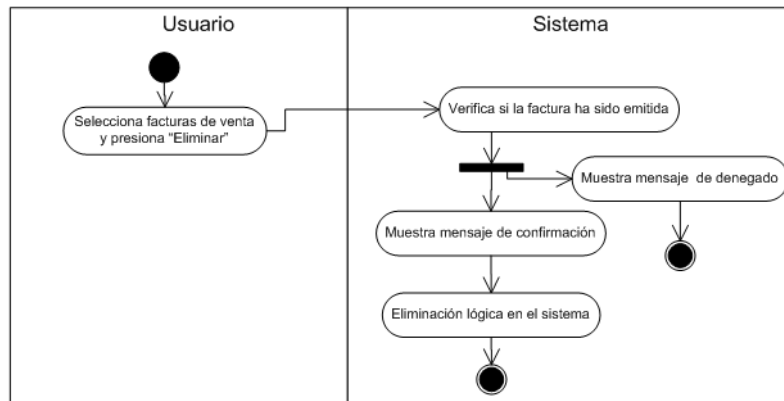 Usuario
Sistema
Selecciona facturas de venta
y presiona “Eliminar”
Verifica si la factura ha sido emitida
Muestra mensaje de denegado
Muestra mensaje de confirmación
Eliminación lógica en el sistema